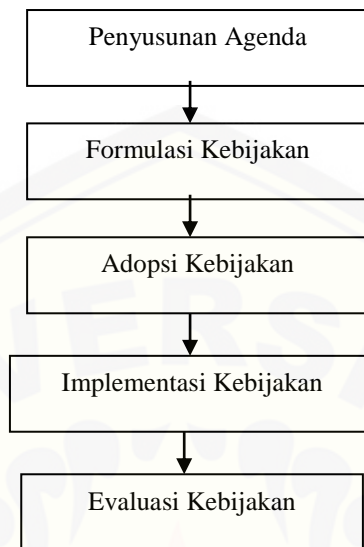 Penyusunan Agenda
Formulasi Kebijakan
Adopsi Kebijakan
Implementasi Kebijakan
Evaluasi Kebijakan